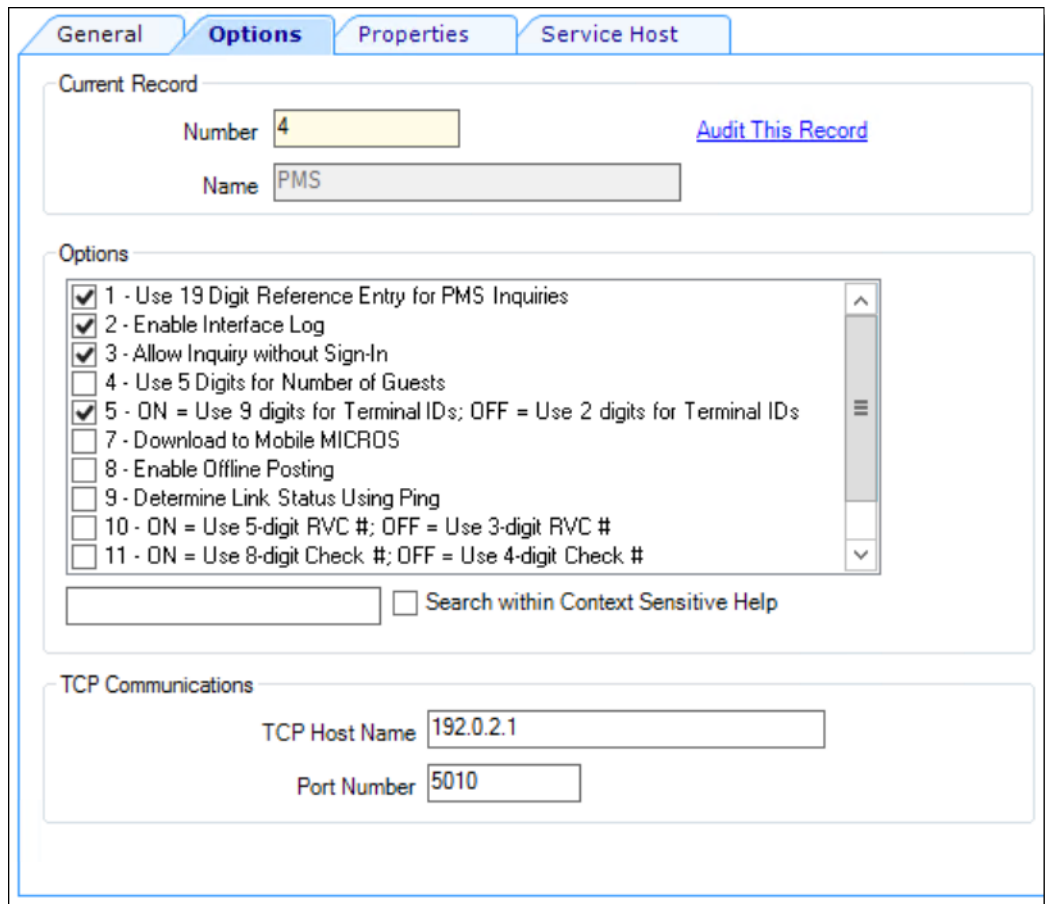 General Options Properties Service Host
Current Record
Number 4 Audit This Record
Name PMS
Options
1 - Use 19 Digit Reference Entry for PMS Inquiries
2 - Enable Interface Log
3 - Allow Inquiry without Sign-In
4 - Use 5 Digits for Number of Guests
5 - ON = Use 9 digits for Terminal IDs; OFF = Use 2 digits for Terminal IDs
7 - Download to Mobile MICROS
8 - Enable Offline Posting
9 - Determine Link Status Using Ping
10 - ON = Use 5-digit RVC #; OFF = Use 3-digit RVC #
11 - ON = Use 8-digit Check #; OFF = Use 4-digit Check #
Search within Context Sensitive Help
TCP Communications
TCP Host Name 192.0.2.1
Port Number 5010